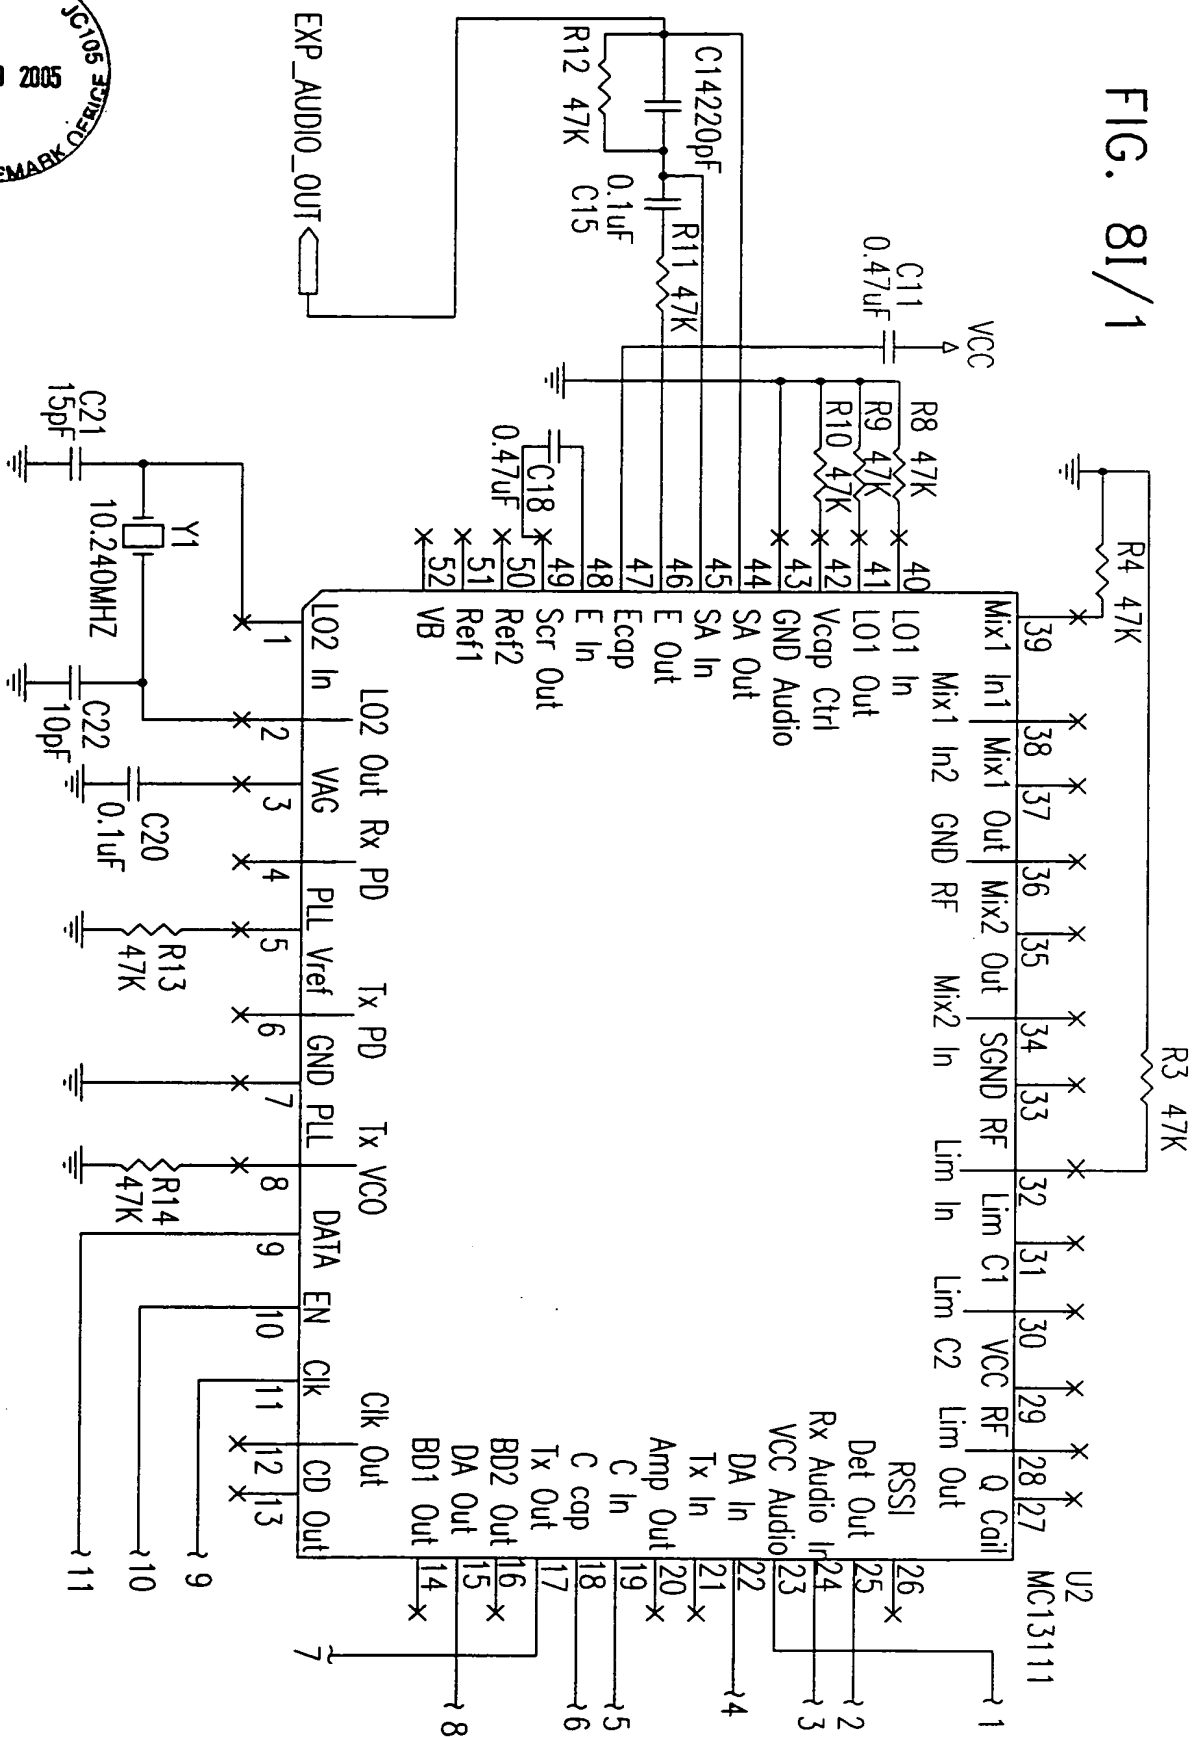 FIG. 8I/1
JC105
2005
EMARK OFFICE
EXP_AUDIO_OUT
R12 47K
C14220pF
0.1uF
C15
R11 47K
C11
0.47uF
VCC
R8 47K
R9 47K
R10 47K
C18
0.47uF
R4 47K
R3 47K
C21
15pF
Y1
10.240MHZ
C22
10pF
C20
0.1uF
R13
47K
R14
47K
U2
MC13111
39 Mix1 In1
38 Mix1 In2
37 Mix1 Out
36 GND RF
35 Mix2 Out
34 Mix2 In
33 SGND RF
32 Lim In
31 Lim C1
30 Lim C2
29 VCC RF
28 Lim Out
27 Q Cail
40 LO1 In
41 LO1 Out
42 Vcap Ctrl
43 GND Audio
44 SA Out
45 SA In
46 E Out
47 Ecap
48 E In
49 Scr Out
50 Ref2
51 Ref1
52 VB
1 LO2 In
2 LO2 Out
3 VAG
4 Rx PD
5 PLL Vref
6 Tx PD
7 GND PLL
8 Tx VCO
9 DATA
10 EN
11 Clk
12 Clk Out
13 CD Out
26 RSSI
25 Det Out
24 Rx Audio In
23 VCC Audio
22 DA In
21 Tx In
20 Amp Out
19 C In
18 C cap
17 Tx Out
16 BD2 Out
15 DA Out
14 BD1 Out
1
2
3
4
5
6
7
8
9
10
11